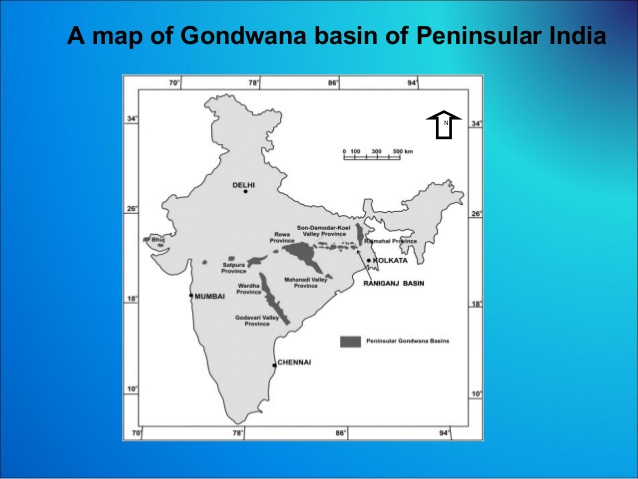 A map of Gondwana basin of Peninsular India
70° 78° 86° 94°
34° 34°
N
0 100 300 500 km
DELHI
26° 26°
Son-Damodar-Koel
Valley Province
Rewa
Province
Bhuj
Rajmahal Province
Satpura
Province
KOLKATA
Mahanadi Valley
Province
RANIGANJ BASIN
Wardha
Province
MUMBAI
18° 18°
Godavari Valley
Province
Peninsular Gondwana Basins
CHENNAI
10° 10°
70° 78° 86° 94°